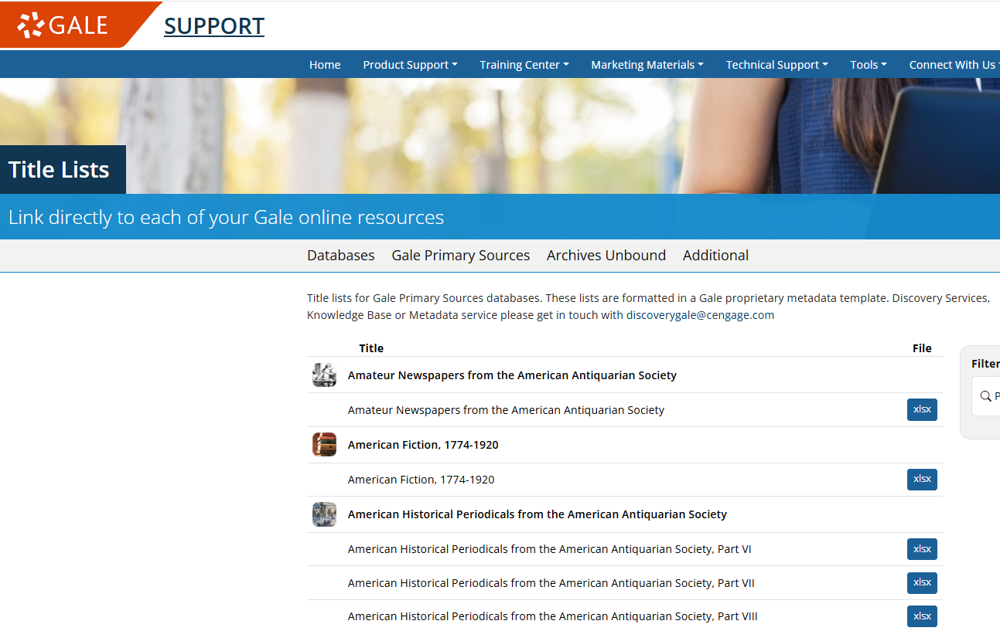 GALE SUPPORT
Home Product Support Training Center Marketing Materials Technical Support Tools Connect With Us
Title Lists
Link directly to each of your Gale online resources
Databases Gale Primary Sources Archives Unbound Additional
Title lists for Gale Primary Sources databases. These lists are formatted in a Gale proprietary metadata template. Discovery Services,
Knowledge Base or Metadata service please get in touch with discoverygale@cengage.com
Title File
Filter
Amateur Newspapers from the American Antiquarian Society
P
Amateur Newspapers from the American Antiquarian Society xlsx
American Fiction, 1774-1920
American Fiction, 1774-1920 xlsx
American Historical Periodicals from the American Antiquarian Society
American Historical Periodicals from the American Antiquarian Society, Part VI xlsx
American Historical Periodicals from the American Antiquarian Society, Part VII xlsx
American Historical Periodicals from the American Antiquarian Society, Part VIII xlsx